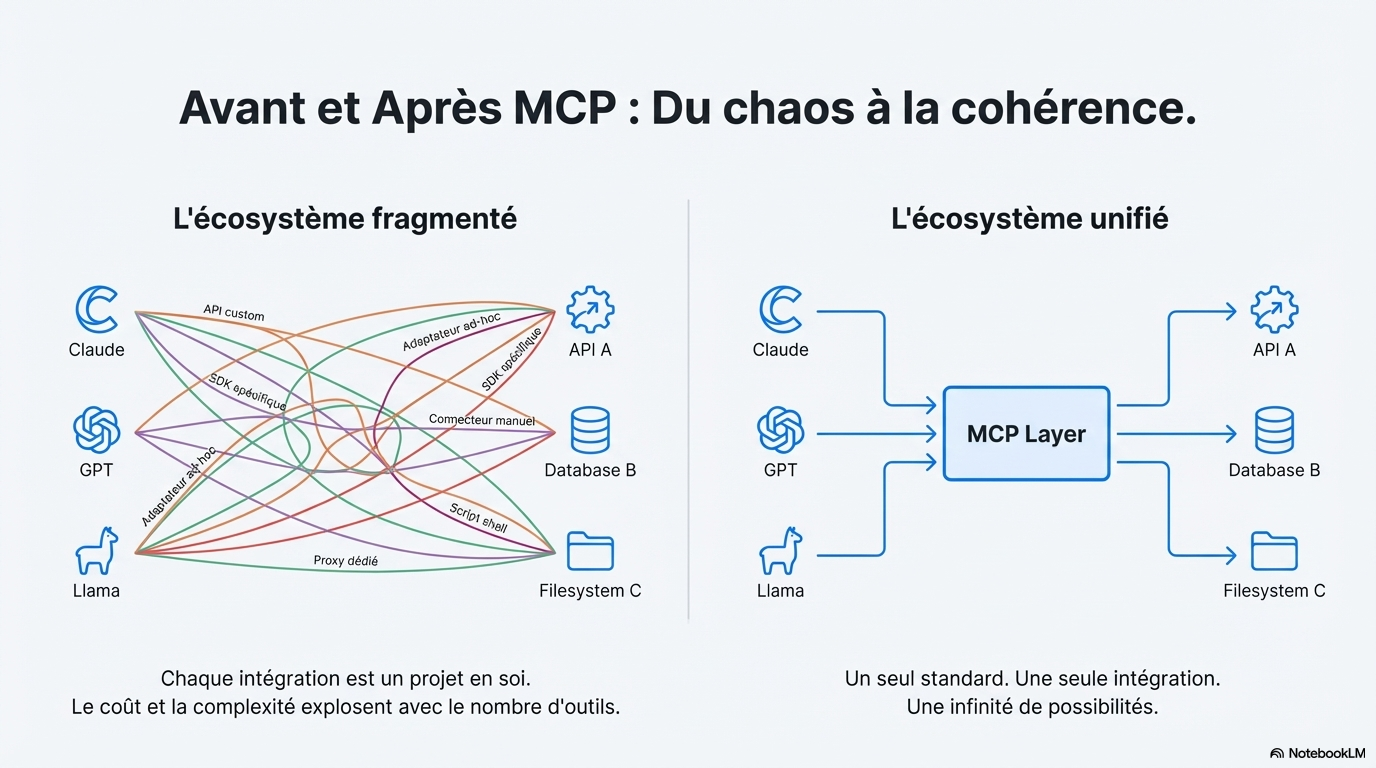 Avant et Après MCP : Du chaos à la cohérence.
L'écosystème fragmenté
Claude
GPT
Llama
API custom
SDK spécifique
Adaptateur ad-hoc
Adaptateur ad-hoc
SDK spécifique
Connecteur manuel
Script shall
Proxy dédié
API A
Database B
Filesystem C
Chaque intégration est un projet en soi.
Le coût et la complexité explosent avec le nombre d'outils.
L'écosystème unifié
Claude
GPT
Llama
MCP Layer
API A
Database B
Filesystem C
Un seul standard. Une seule intégration.
Une infinité de possibilités.
NotebookLM